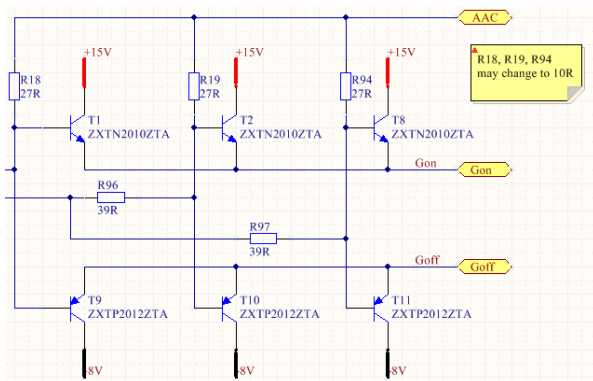 AAC
+15V
+15V
+15V
R18, R19, R94
may change to 10R
R18
27R
R19
27R
R94
27R
T1
ZXTN2010ZTA
T2
ZXTN2010ZTA
T8
ZXTN2010ZTA
Gon
Gon
R96
39R
R97
39R
Goff
Goff
T9
ZXTP2012ZTA
T10
ZXTP2012ZTA
T11
ZXTP2012ZTA
-8V
-8V
-8V